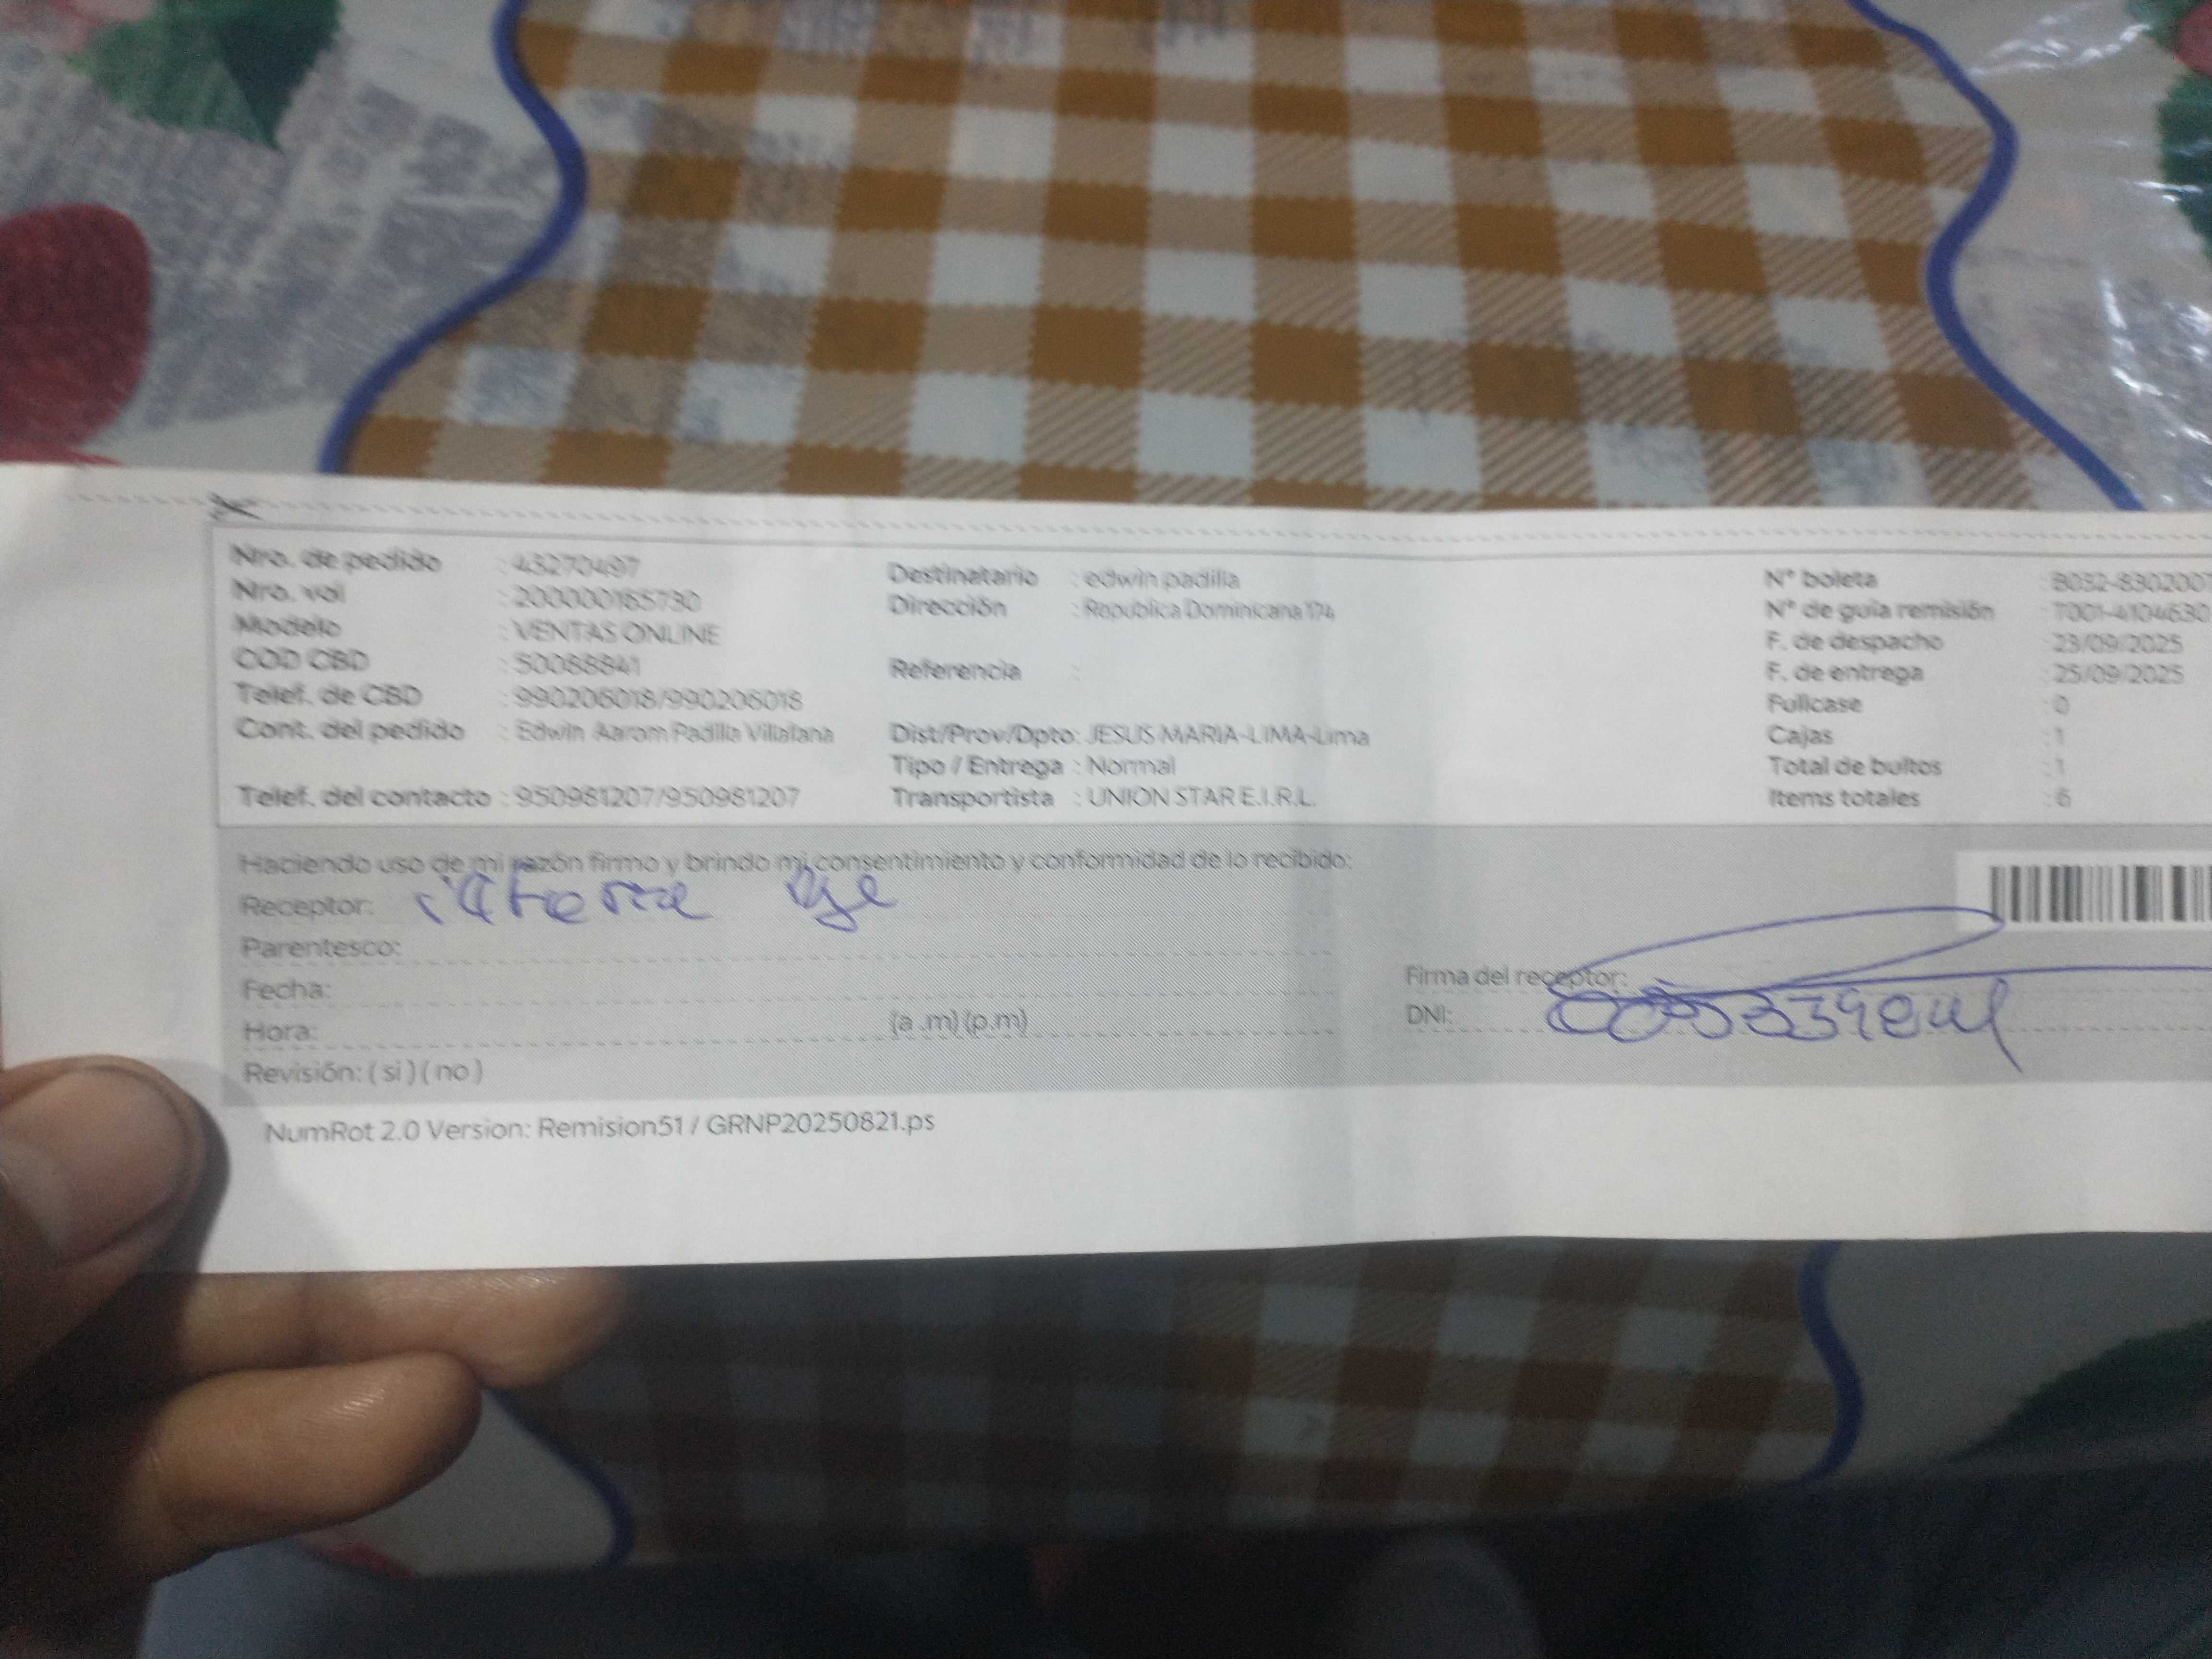 Nro. de pedido : 43270497
Nro. val : 200000165730
Modelo : VENTAS ONLINE
COD CBD : 50088841
Telef. de CBD : 990206018/990206018
Cont. del pedido : Edwin Aarom Padilla Villafana
Telef. del contacto : 950981207/950981207
Destinatario : edwin padilla
Dirección : Republica Dominicana 174
Referencia :
Dist/Prov/Dpto: JESUS MARIA-LIMA-Lima
Tipo / Entrega : Normal
Transportista : UNION STAR E.I.R.L.
N° boleta : B032-8302007
N° de guía remisión : T001-4104630
F. de despacho : 23/09/2025
F. de entrega : 25/09/2025
Fullcase : 0
Cajas : 1
Total de bultos : 1
Items totales : 6
Haciendo uso de mi razón firmo y brindo mi consentimiento y conformidad de lo recibido:
Receptor:
Parentesco:
Fecha:
Hora: (a .m) (p.m)
Revisión: ( si ) ( no )
Firma del receptor:
DNI:
NumRot 2.0 Version: Remision51 / GRNP20250821.ps